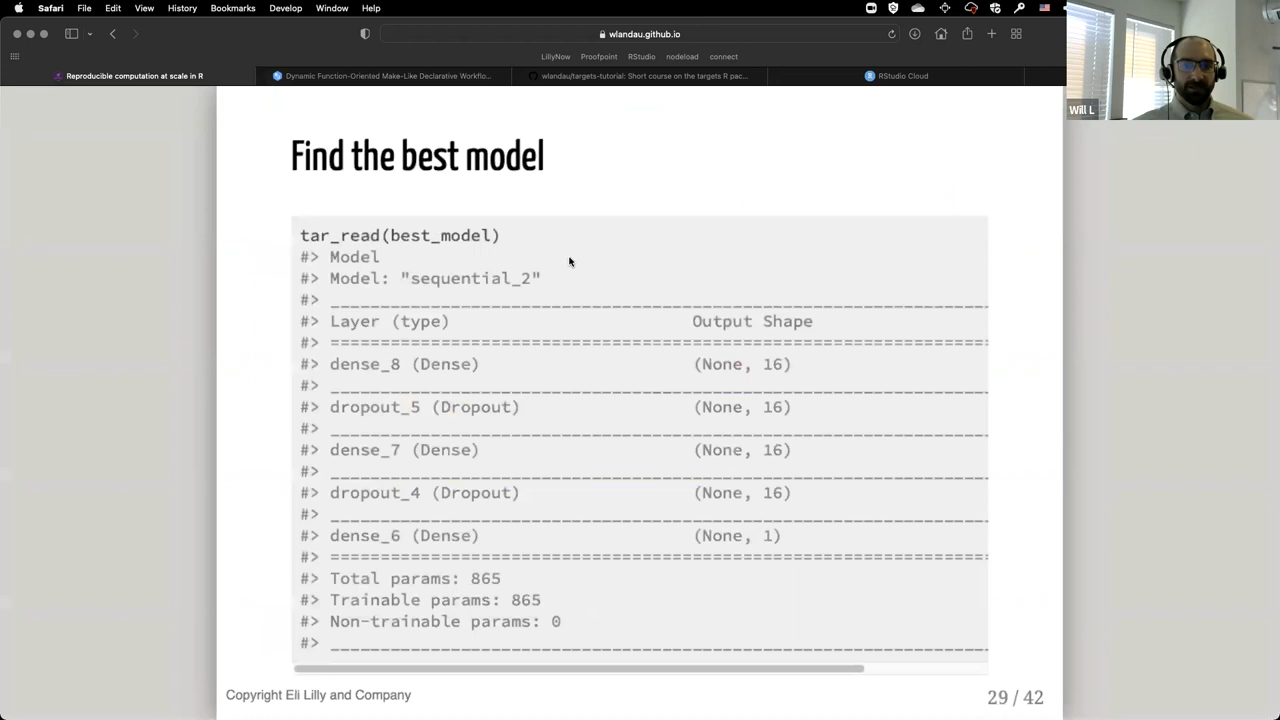 Safari File Edit View History Bookmarks Develop Window Help
wlandau.github.io
LillyNow Proofpoint RStudio nodeload connect
Reproducible computation at scale in R
Dynamic Function-Oriented Make-Like Declarative Workflo...
wlandau/targets-tutorial: Short course on the targets R pac...
RStudio Cloud
Will L
Find the best model
tar_read(best_model)
#> Model
#> Model: "sequential_2"
#> ________________________________________________________________
#> Layer (type) Output Shape
#> ================================================================
#> dense_8 (Dense) (None, 16)
#> ________________________________________________________________
#> dropout_5 (Dropout) (None, 16)
#> ________________________________________________________________
#> dense_7 (Dense) (None, 16)
#> ________________________________________________________________
#> dropout_4 (Dropout) (None, 16)
#> ________________________________________________________________
#> dense_6 (Dense) (None, 1)
#> ================================================================
#> Total params: 865
#> Trainable params: 865
#> Non-trainable params: 0
#> ________________________________________________________________
Copyright Eli Lilly and Company
29 / 42